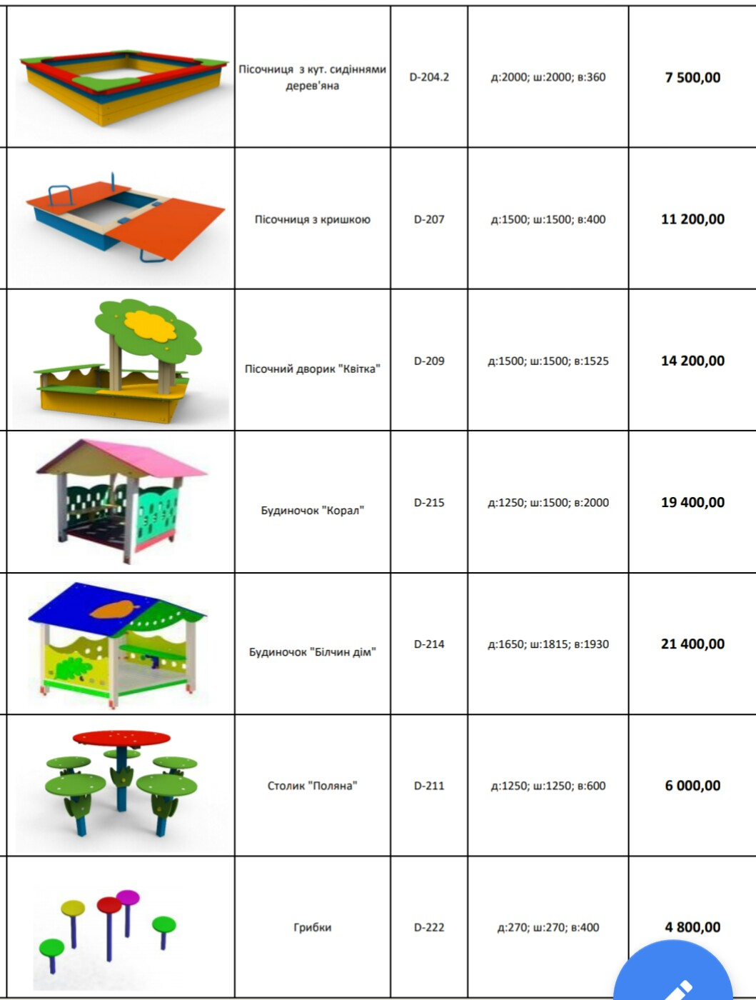 Пісочниця з кут. сидіннями
дерев'яна
D-204.2
д:2000; ш:2000; в:360
7 500,00
Пісочниця з кришкою
D-207
д:1500; ш:1500; в:400
11 200,00
Пісочний дворик "Квітка"
D-209
д:1500; ш:1500; в:1525
14 200,00
Будиночок "Корал"
D-215
д:1250; ш:1500; в:2000
19 400,00
Будиночок "Білчин дім"
D-214
д:1650; ш:1815; в:1930
21 400,00
Столик "Поляна"
D-211
д:1250; ш:1250; в:600
6 000,00
Грибки
D-222
д:270; ш:270; в:400
4 800,00